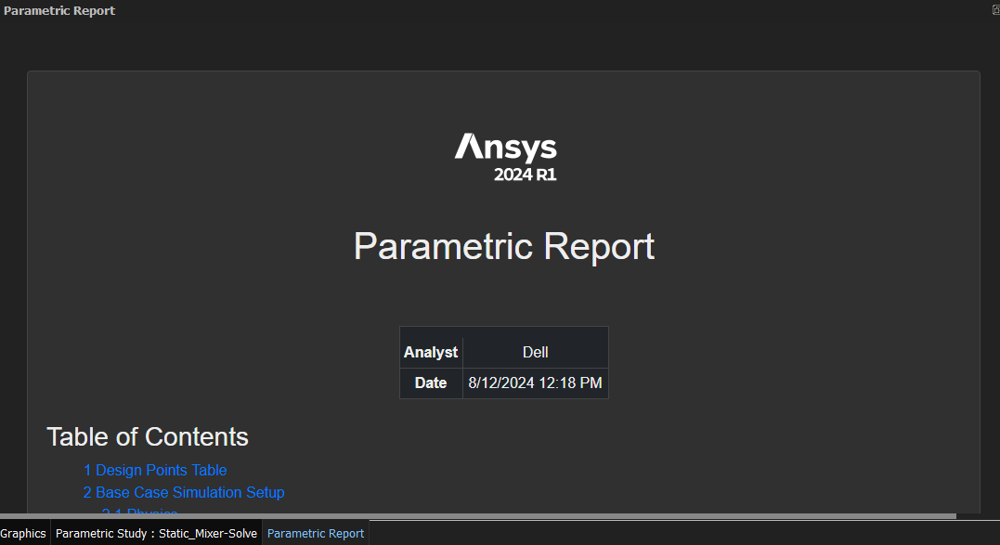 Parametric Report
Ansys
2024 R1
Parametric Report
Analyst Dell
Date 8/12/2024 12:18 PM
Table of Contents
1 Design Points Table
2 Base Case Simulation Setup
2.1 Physics
Graphics Parametric Study : Static_Mixer-Solve Parametric Report